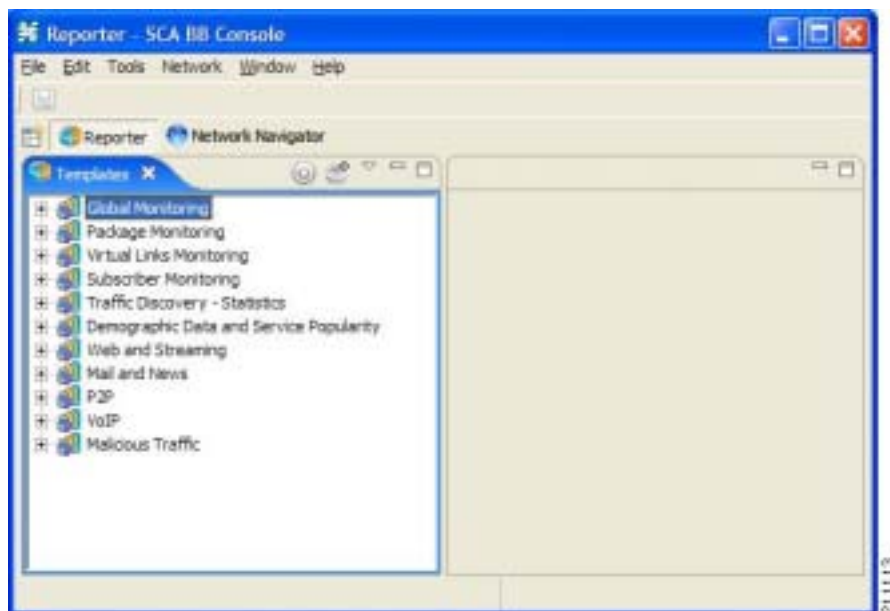 Reporter - SCA BB Console
File Edit Tools Network Window Help
Reporter Network Navigator
Templates
Global Monitoring
Package Monitoring
Virtual Links Monitoring
Subscriber Monitoring
Traffic Discovery - Statistics
Demographic Data and Service Popularity
Web and Streaming
Mail and News
P2P
VoIP
Malicious Traffic